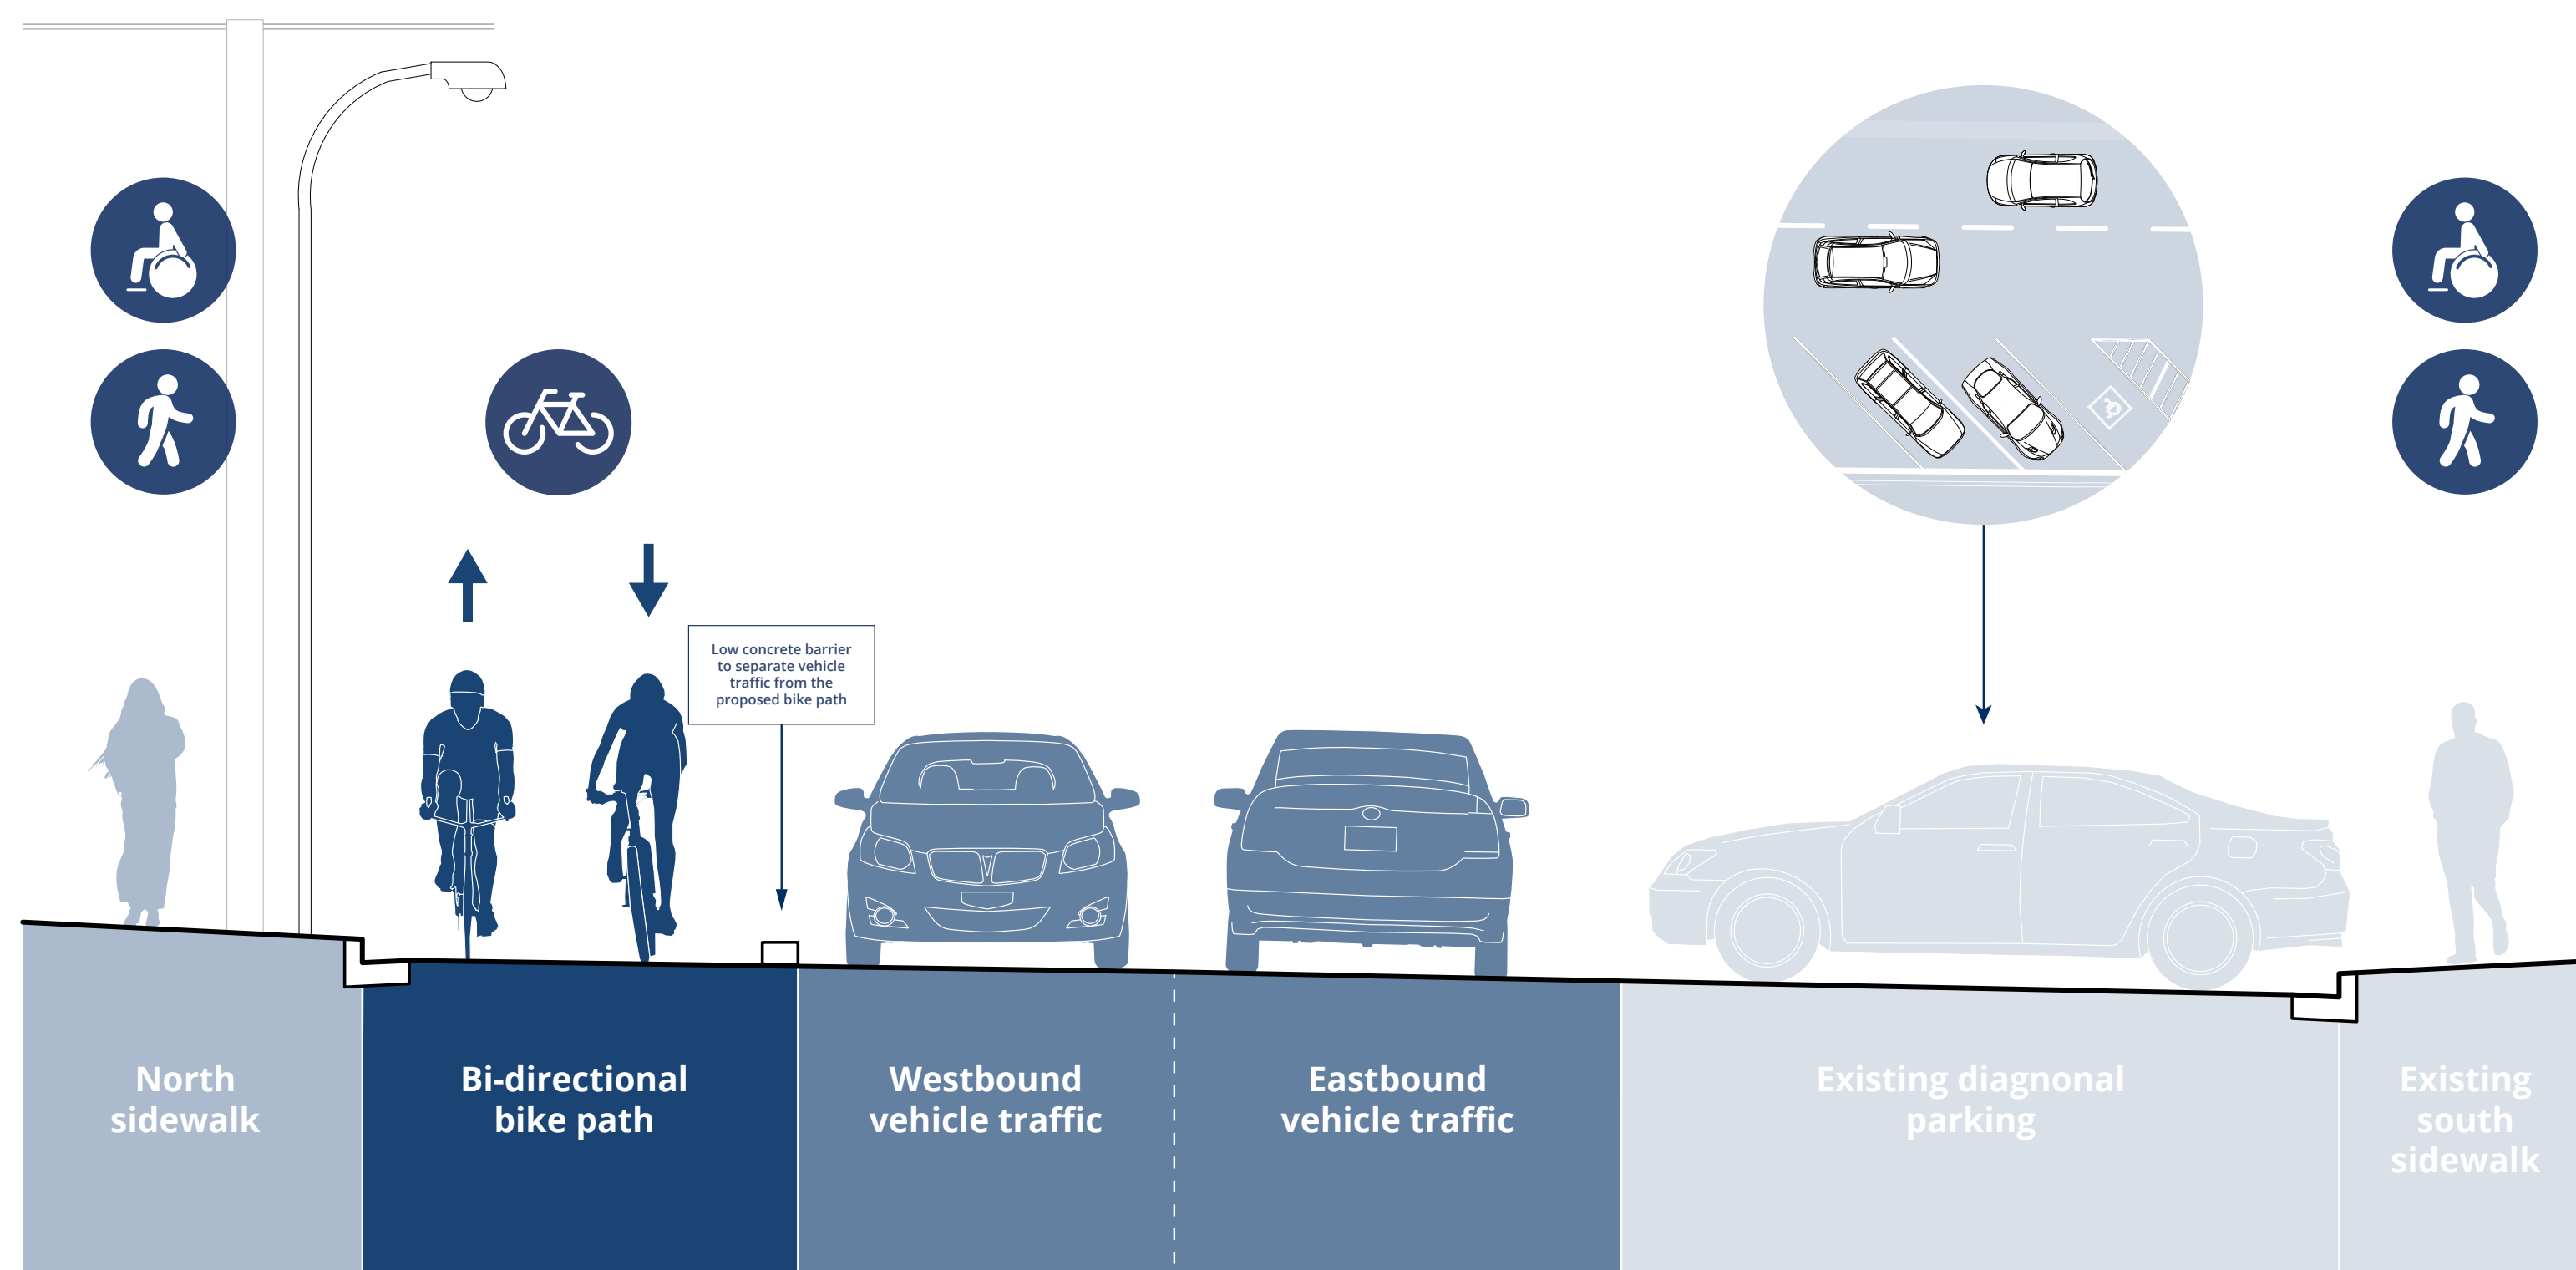 Low concrete barrier
to separate vehicle
traffic from the
proposed bike path
North
sidewalk
Bi-directional
bike path
Westbound
vehicle traffic
Eastbound
vehicle traffic
Existing diagnonal
parking
Existing
south
sidewalk